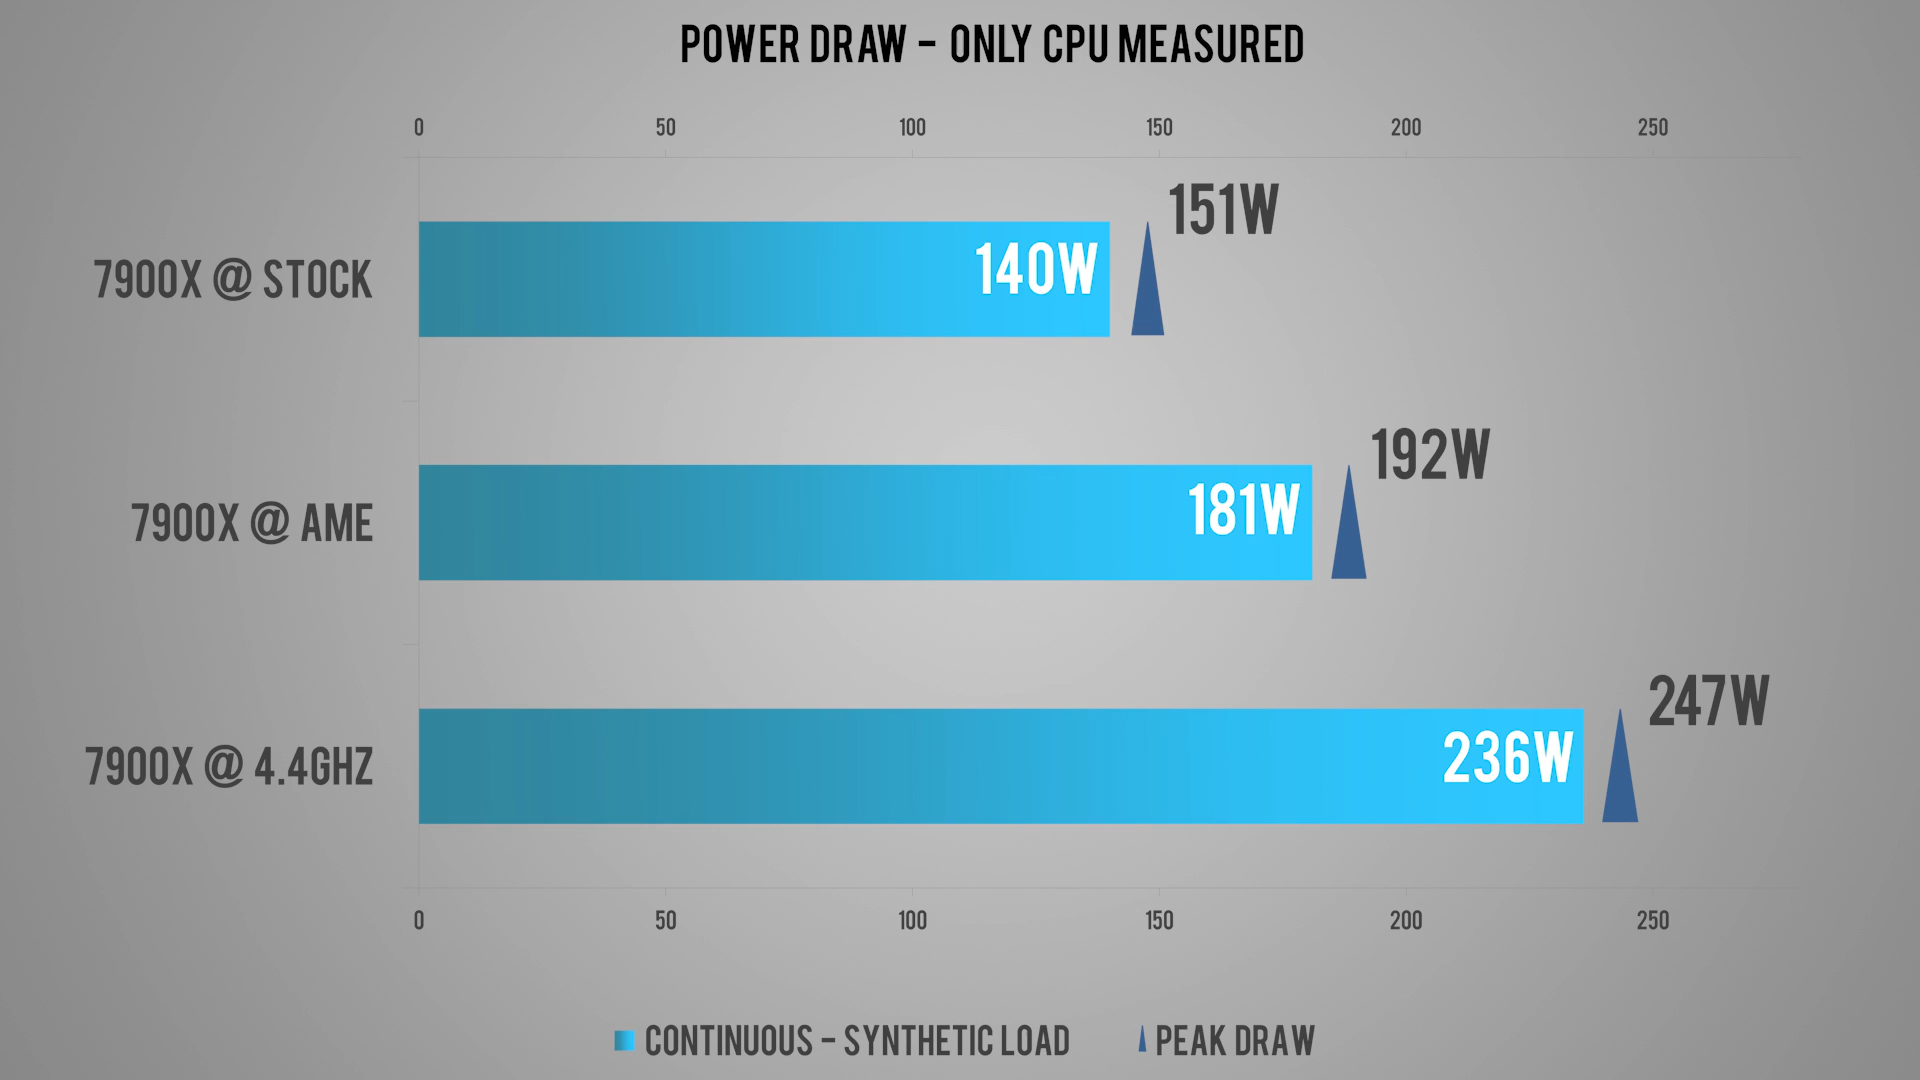 POWER DRAW - ONLY CPU MEASURED
0 50 100 150 200 250
7900X @ STOCK 140W 151W
7900X @ AME 181W 192W
7900X @ 4.4GHZ 236W 247W
0 50 100 150 200 250
CONTINUOUS - SYNTHETIC LOAD PEAK DRAW